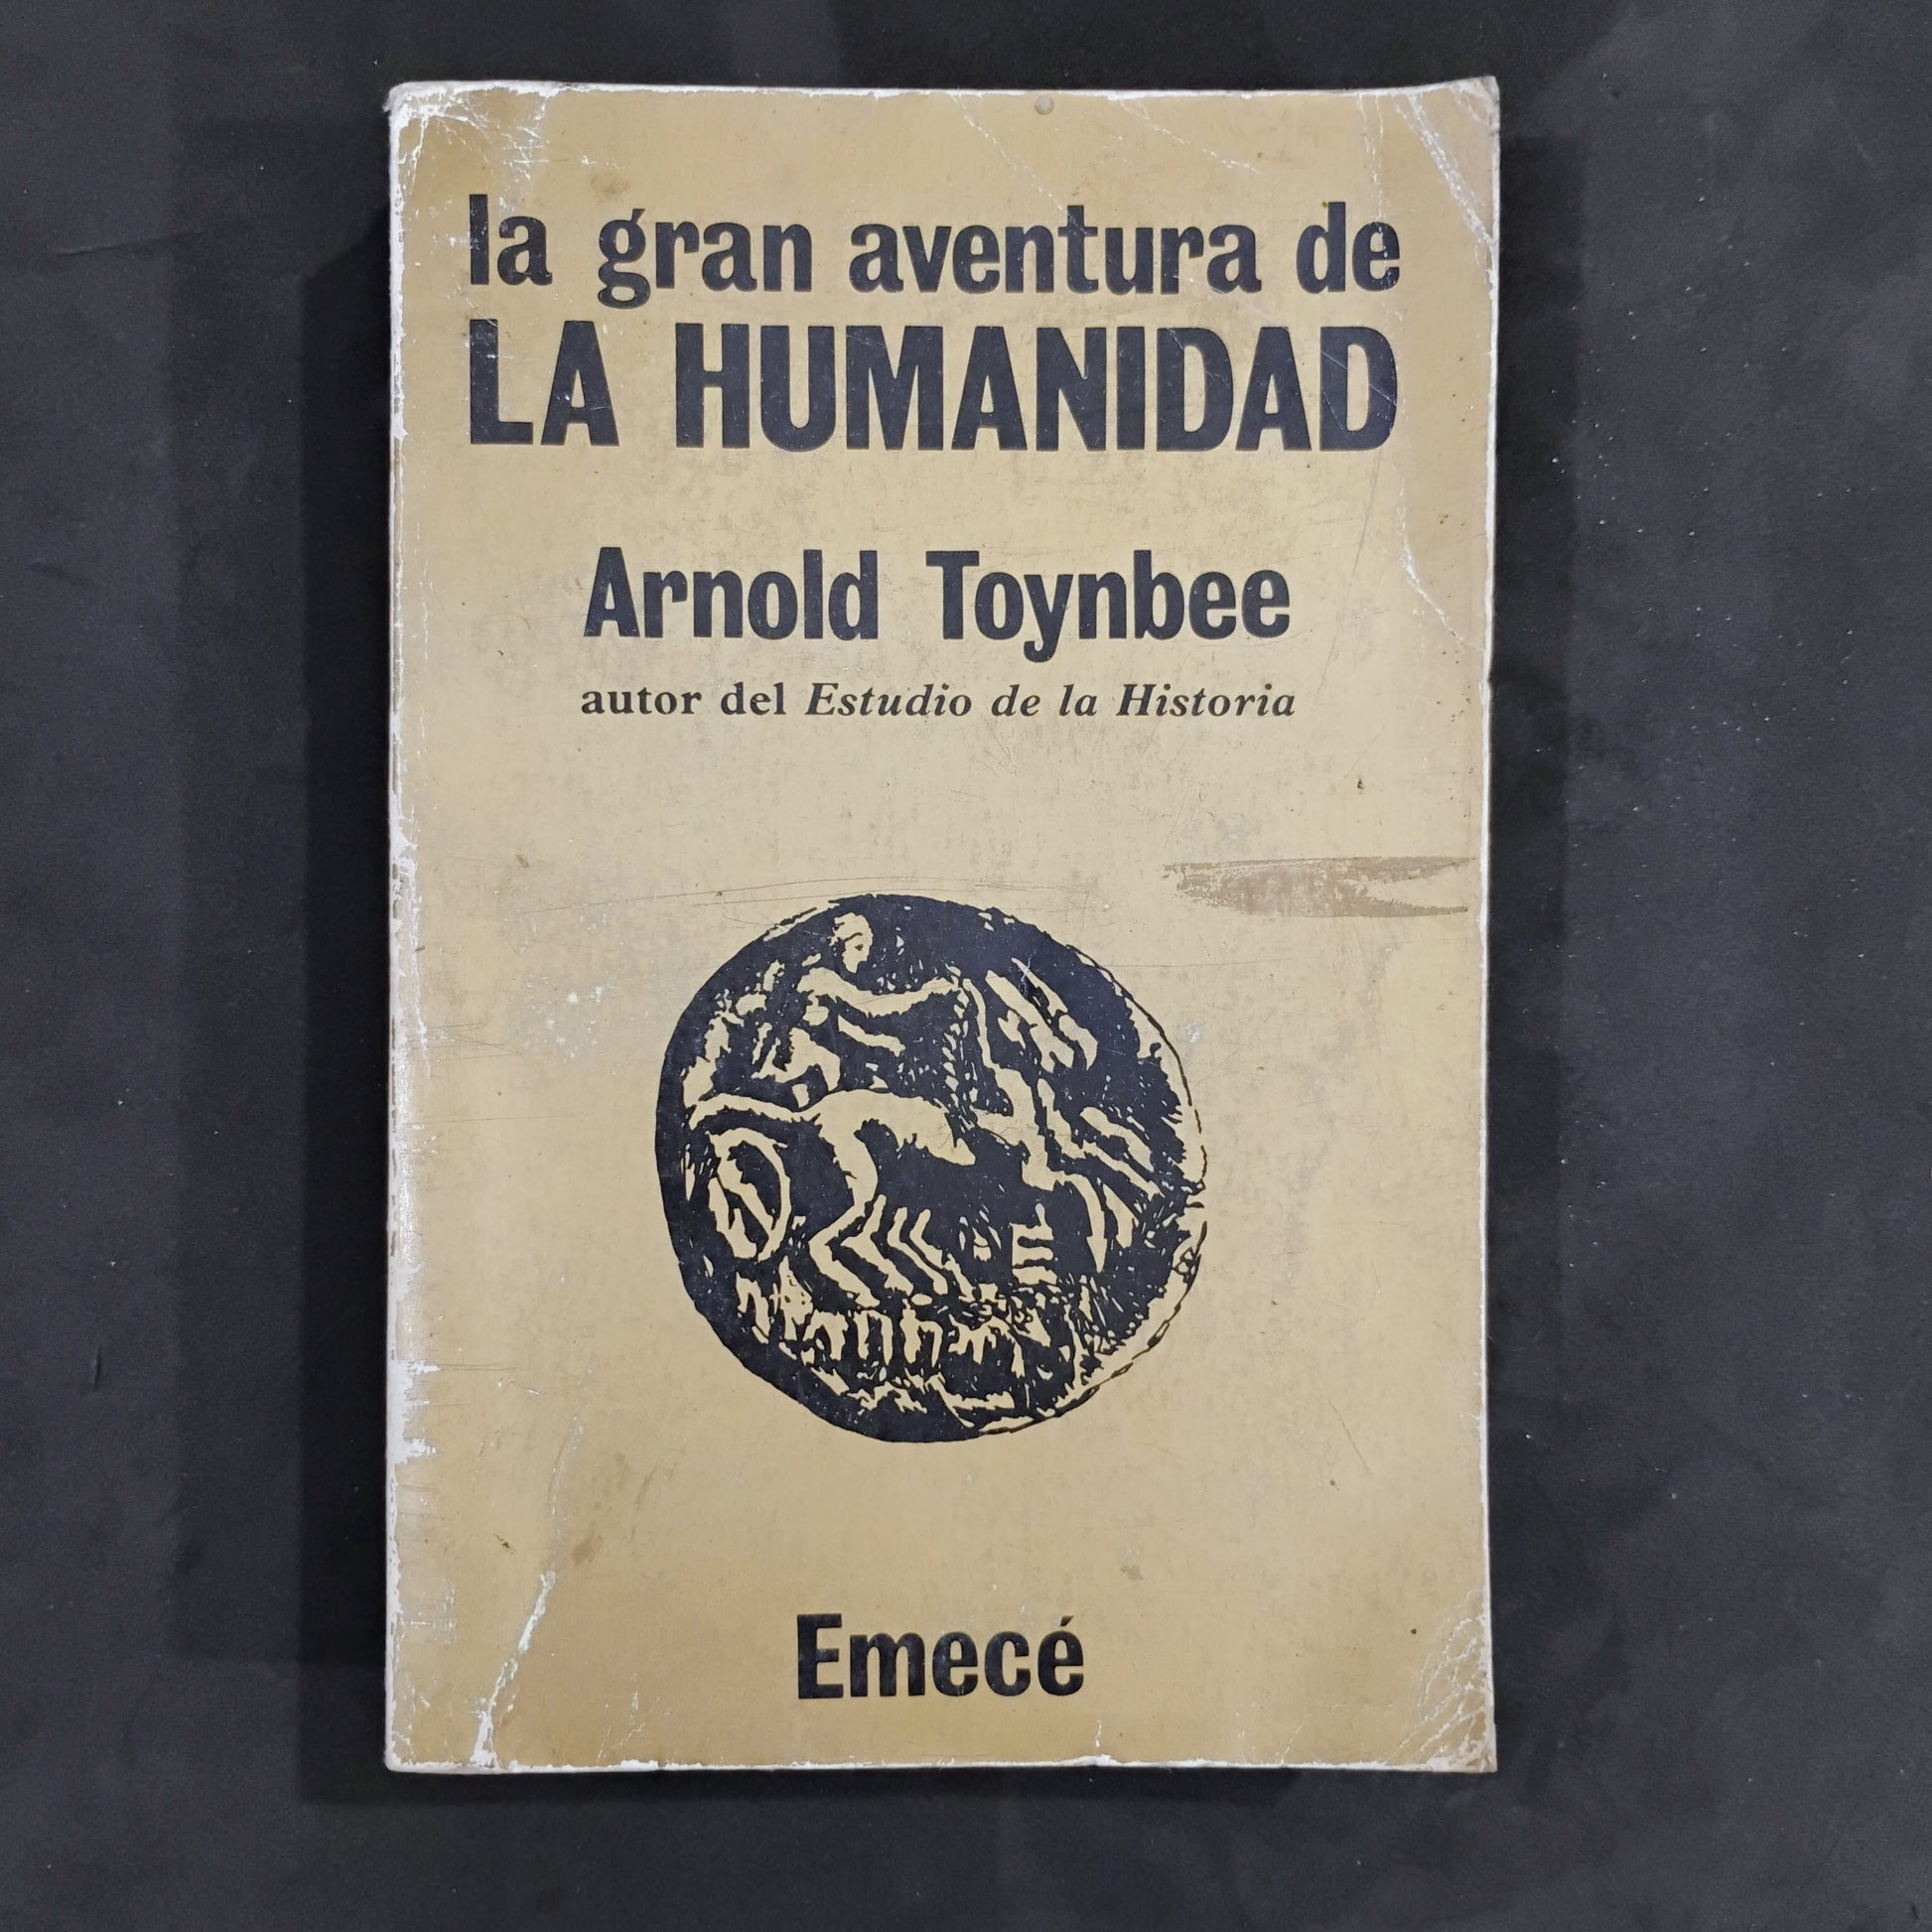 la gran aventura de
LA HUMANIDAD
Arnold Toynbee
autor del Estudio de la Historia
Emecé